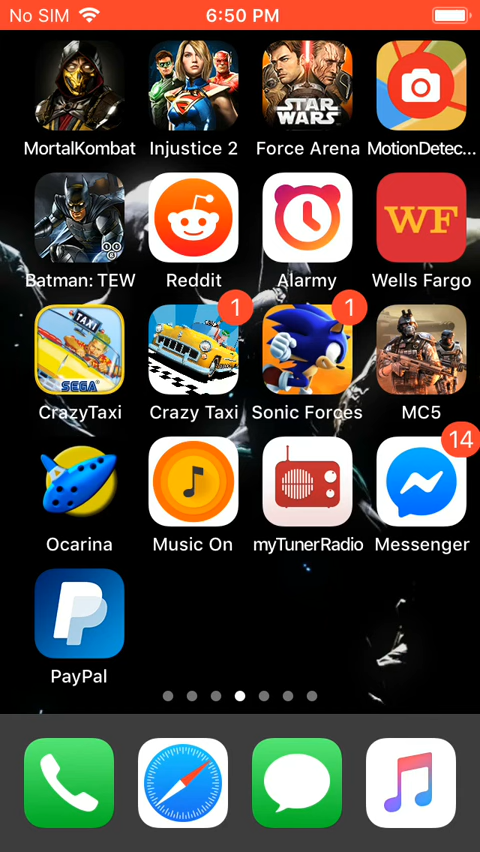 No SIM 6:50 PM
STAR
WARS
MortalKombat Injustice 2 Force Arena MotionDetec...
WF
Batman: TEW Reddit Alarmy Wells Fargo
TAXI 1 1
SEGA
CrazyTaxi Crazy Taxi Sonic Forces MC5
14
Ocarina Music On myTunerRadio Messenger
PayPal